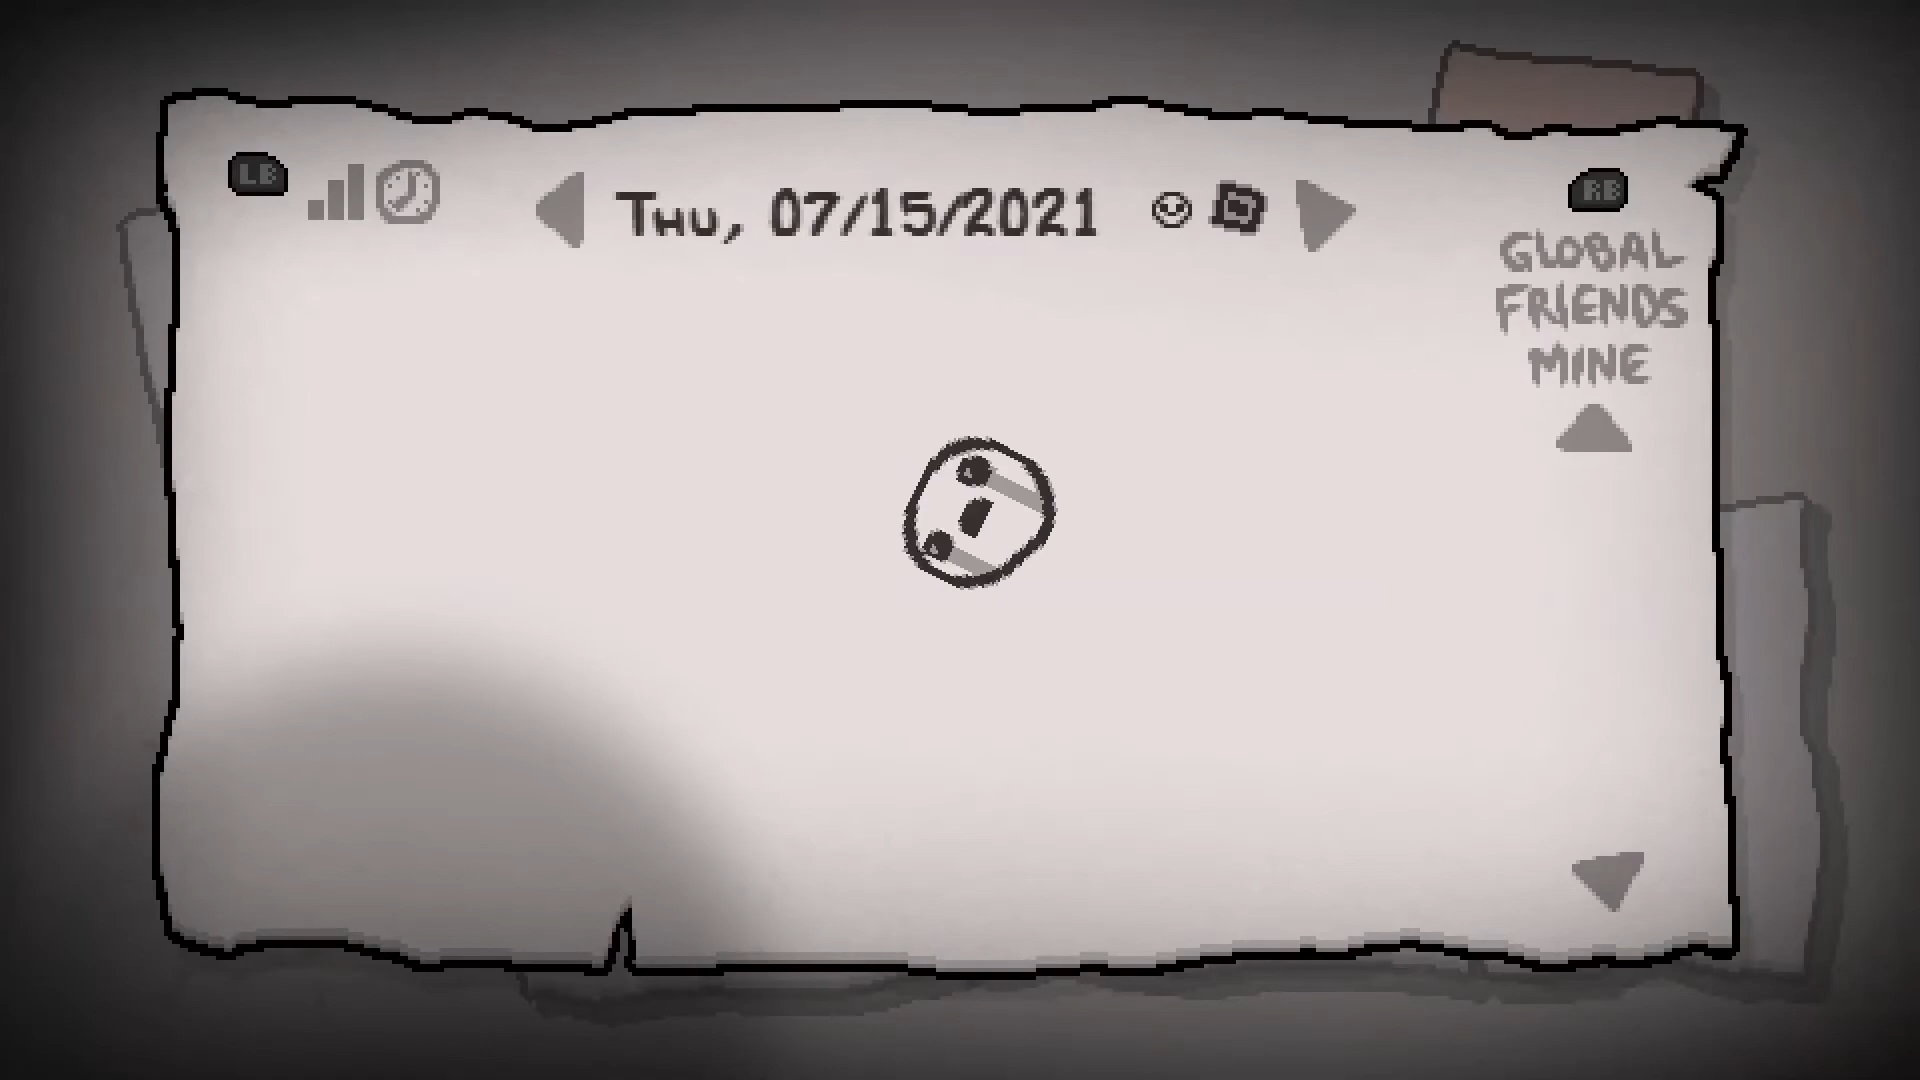 LB
THU, 07/15/2021
RB
GLOBAL
FRIENDS
MINE